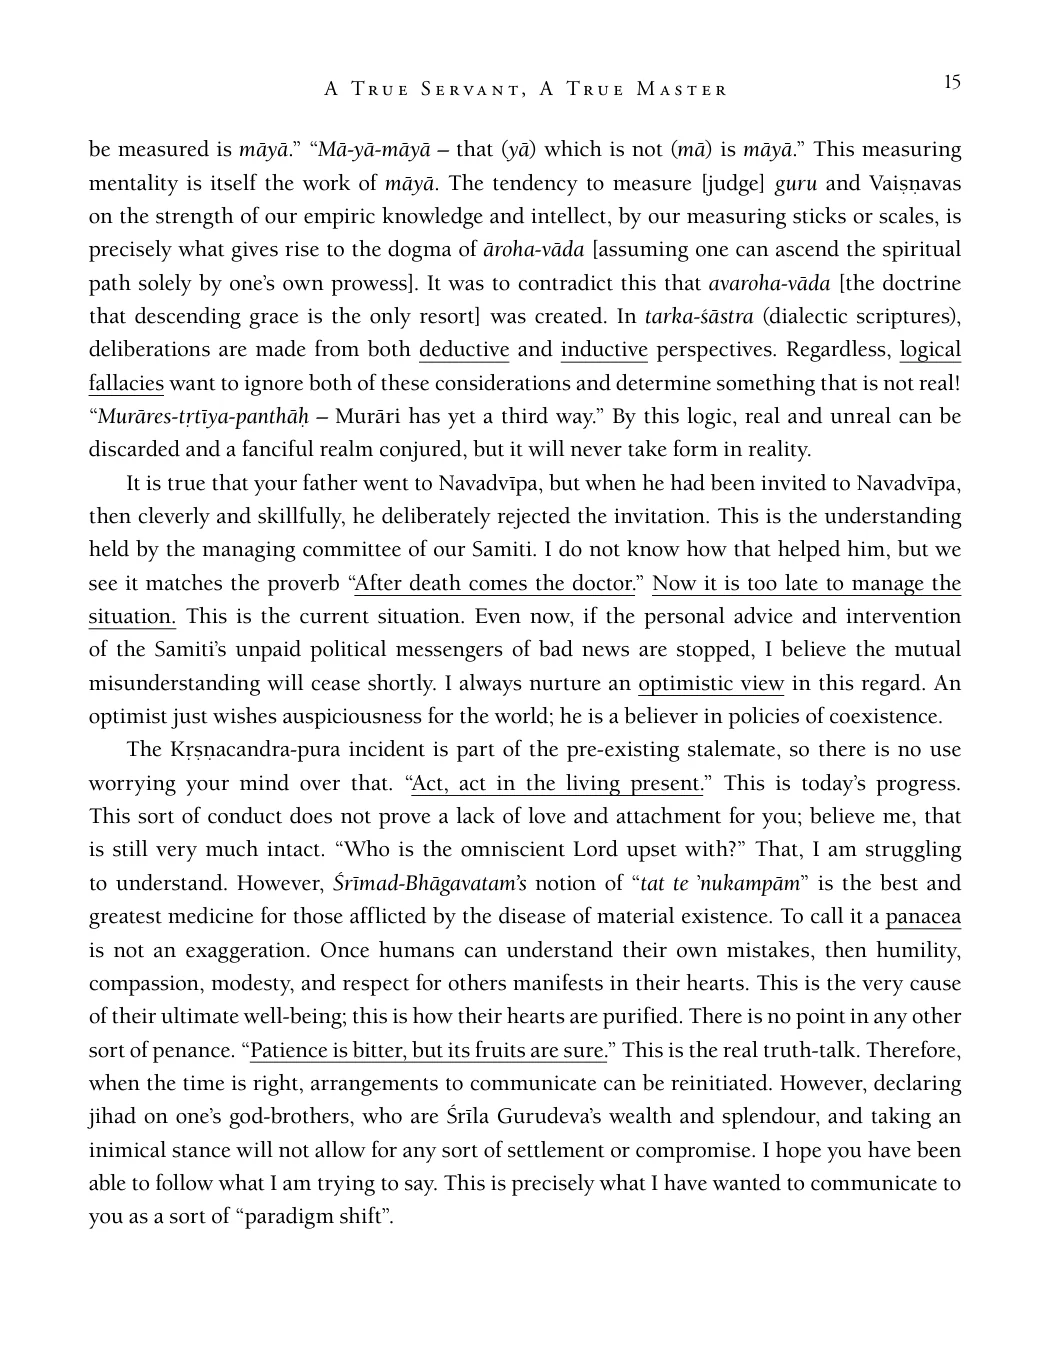 A True Servant, A True Master
15
be measured is māyā.” “Mā-yā-māyā – that (yā) which is not (mā) is māyā.” This measuring
mentality is itself the work of māyā. The tendency to measure [judge] guru and Vaiṣṇavas
on the strength of our empiric knowledge and intellect, by our measuring sticks or scales, is
precisely what gives rise to the dogma of āroha-vāda [assuming one can ascend the spiritual
path solely by one’s own prowess]. It was to contradict this that avaroha-vāda [the doctrine
that descending grace is the only resort] was created. In tarka-śāstra (dialectic scriptures),
deliberations are made from both deductive and inductive perspectives. Regardless, logical
fallacies want to ignore both of these considerations and determine something that is not real!
“Murāres-tṛtīya-panthāḥ – Murāri has yet a third way.” By this logic, real and unreal can be
discarded and a fanciful realm conjured, but it will never take form in reality.
It is true that your father went to Navadvīpa, but when he had been invited to Navadvīpa,
then cleverly and skillfully, he deliberately rejected the invitation. This is the understanding
held by the managing committee of our Samiti. I do not know how that helped him, but we
see it matches the proverb “After death comes the doctor.” Now it is too late to manage the
situation. This is the current situation. Even now, if the personal advice and intervention
of the Samiti’s unpaid political messengers of bad news are stopped, I believe the mutual
misunderstanding will cease shortly. I always nurture an optimistic view in this regard. An
optimist just wishes auspiciousness for the world; he is a believer in policies of coexistence.
The Kṛṣṇacandra-pura incident is part of the pre-existing stalemate, so there is no use
worrying your mind over that. “Act, act in the living present.” This is today’s progress.
This sort of conduct does not prove a lack of love and attachment for you; believe me, that
is still very much intact. “Who is the omniscient Lord upset with?” That, I am struggling
to understand. However, Śrīmad-Bhāgavatam’s notion of “tat te ’nukampām” is the best and
greatest medicine for those afflicted by the disease of material existence. To call it a panacea
is not an exaggeration. Once humans can understand their own mistakes, then humility,
compassion, modesty, and respect for others manifests in their hearts. This is the very cause
of their ultimate well-being; this is how their hearts are purified. There is no point in any other
sort of penance. “Patience is bitter, but its fruits are sure.” This is the real truth-talk. Therefore,
when the time is right, arrangements to communicate can be reinitiated. However, declaring
jihad on one’s god-brothers, who are Śrīla Gurudeva’s wealth and splendour, and taking an
inimical stance will not allow for any sort of settlement or compromise. I hope you have been
able to follow what I am trying to say. This is precisely what I have wanted to communicate to
you as a sort of “paradigm shift”.